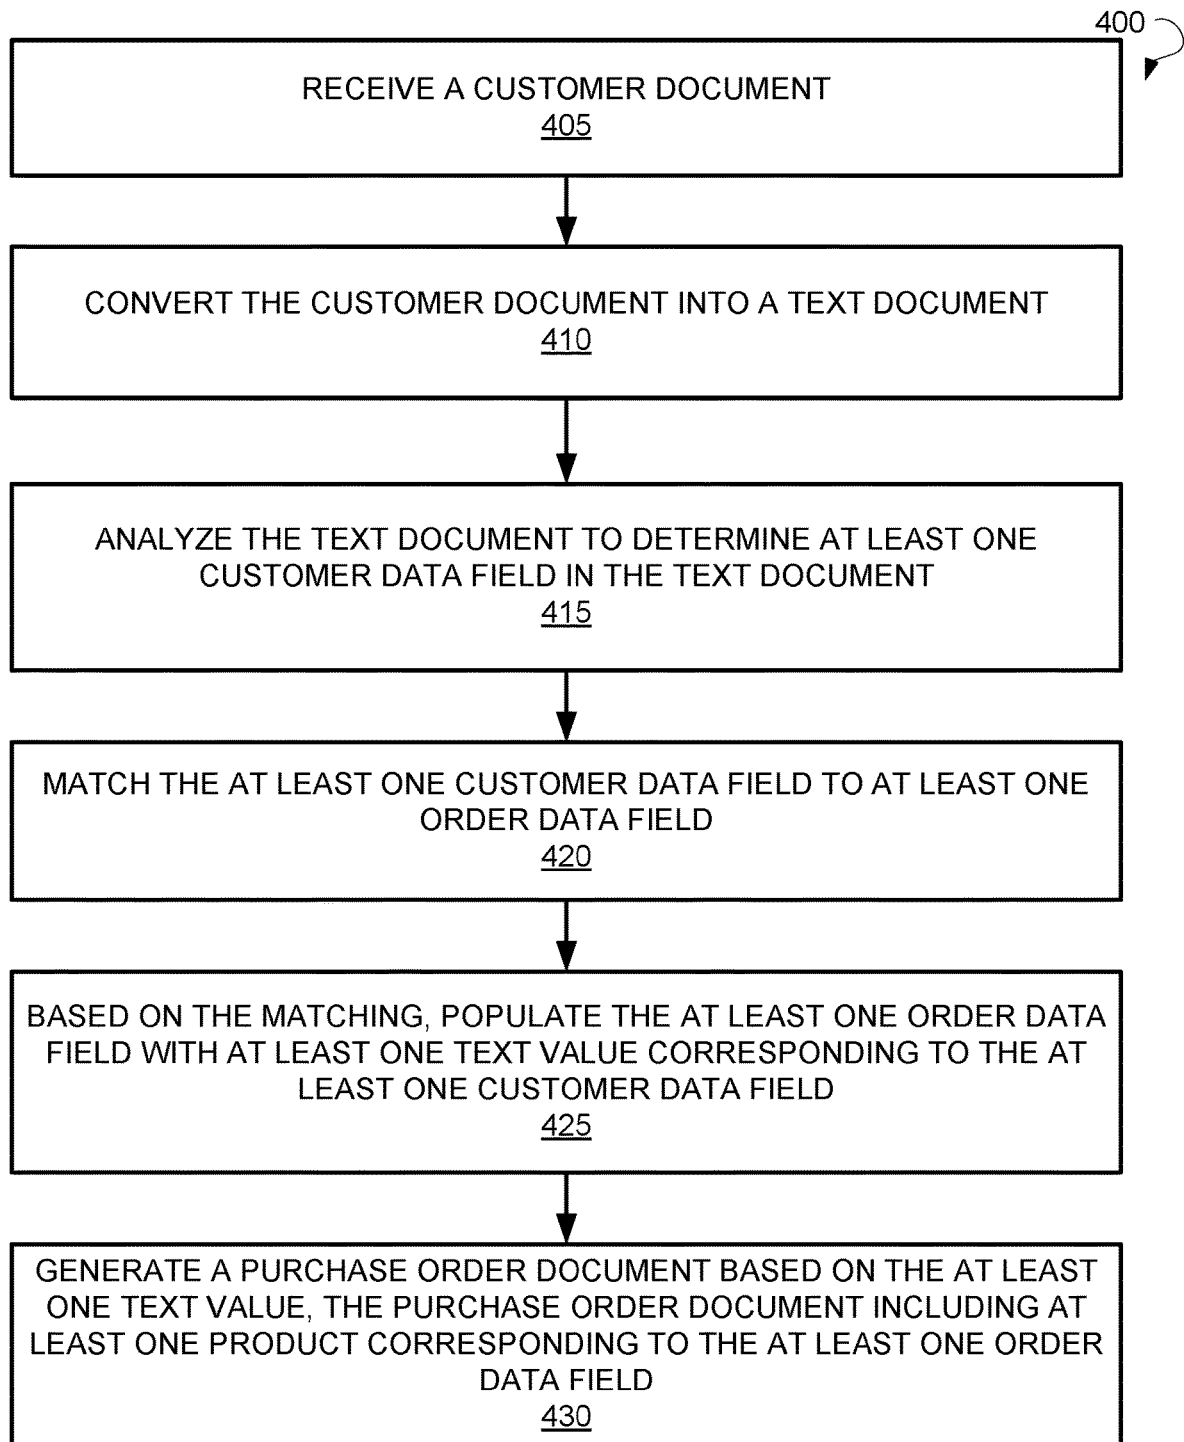 400
RECEIVE A CUSTOMER DOCUMENT
405
CONVERT THE CUSTOMER DOCUMENT INTO A TEXT DOCUMENT
410
ANALYZE THE TEXT DOCUMENT TO DETERMINE AT LEAST ONE
CUSTOMER DATA FIELD IN THE TEXT DOCUMENT
415
MATCH THE AT LEAST ONE CUSTOMER DATA FIELD TO AT LEAST ONE
ORDER DATA FIELD
420
BASED ON THE MATCHING, POPULATE THE AT LEAST ONE ORDER DATA
FIELD WITH AT LEAST ONE TEXT VALUE CORRESPONDING TO THE AT
LEAST ONE CUSTOMER DATA FIELD
425
GENERATE A PURCHASE ORDER DOCUMENT BASED ON THE AT LEAST
ONE TEXT VALUE, THE PURCHASE ORDER DOCUMENT INCLUDING AT
LEAST ONE PRODUCT CORRESPONDING TO THE AT LEAST ONE ORDER
DATA FIELD
430